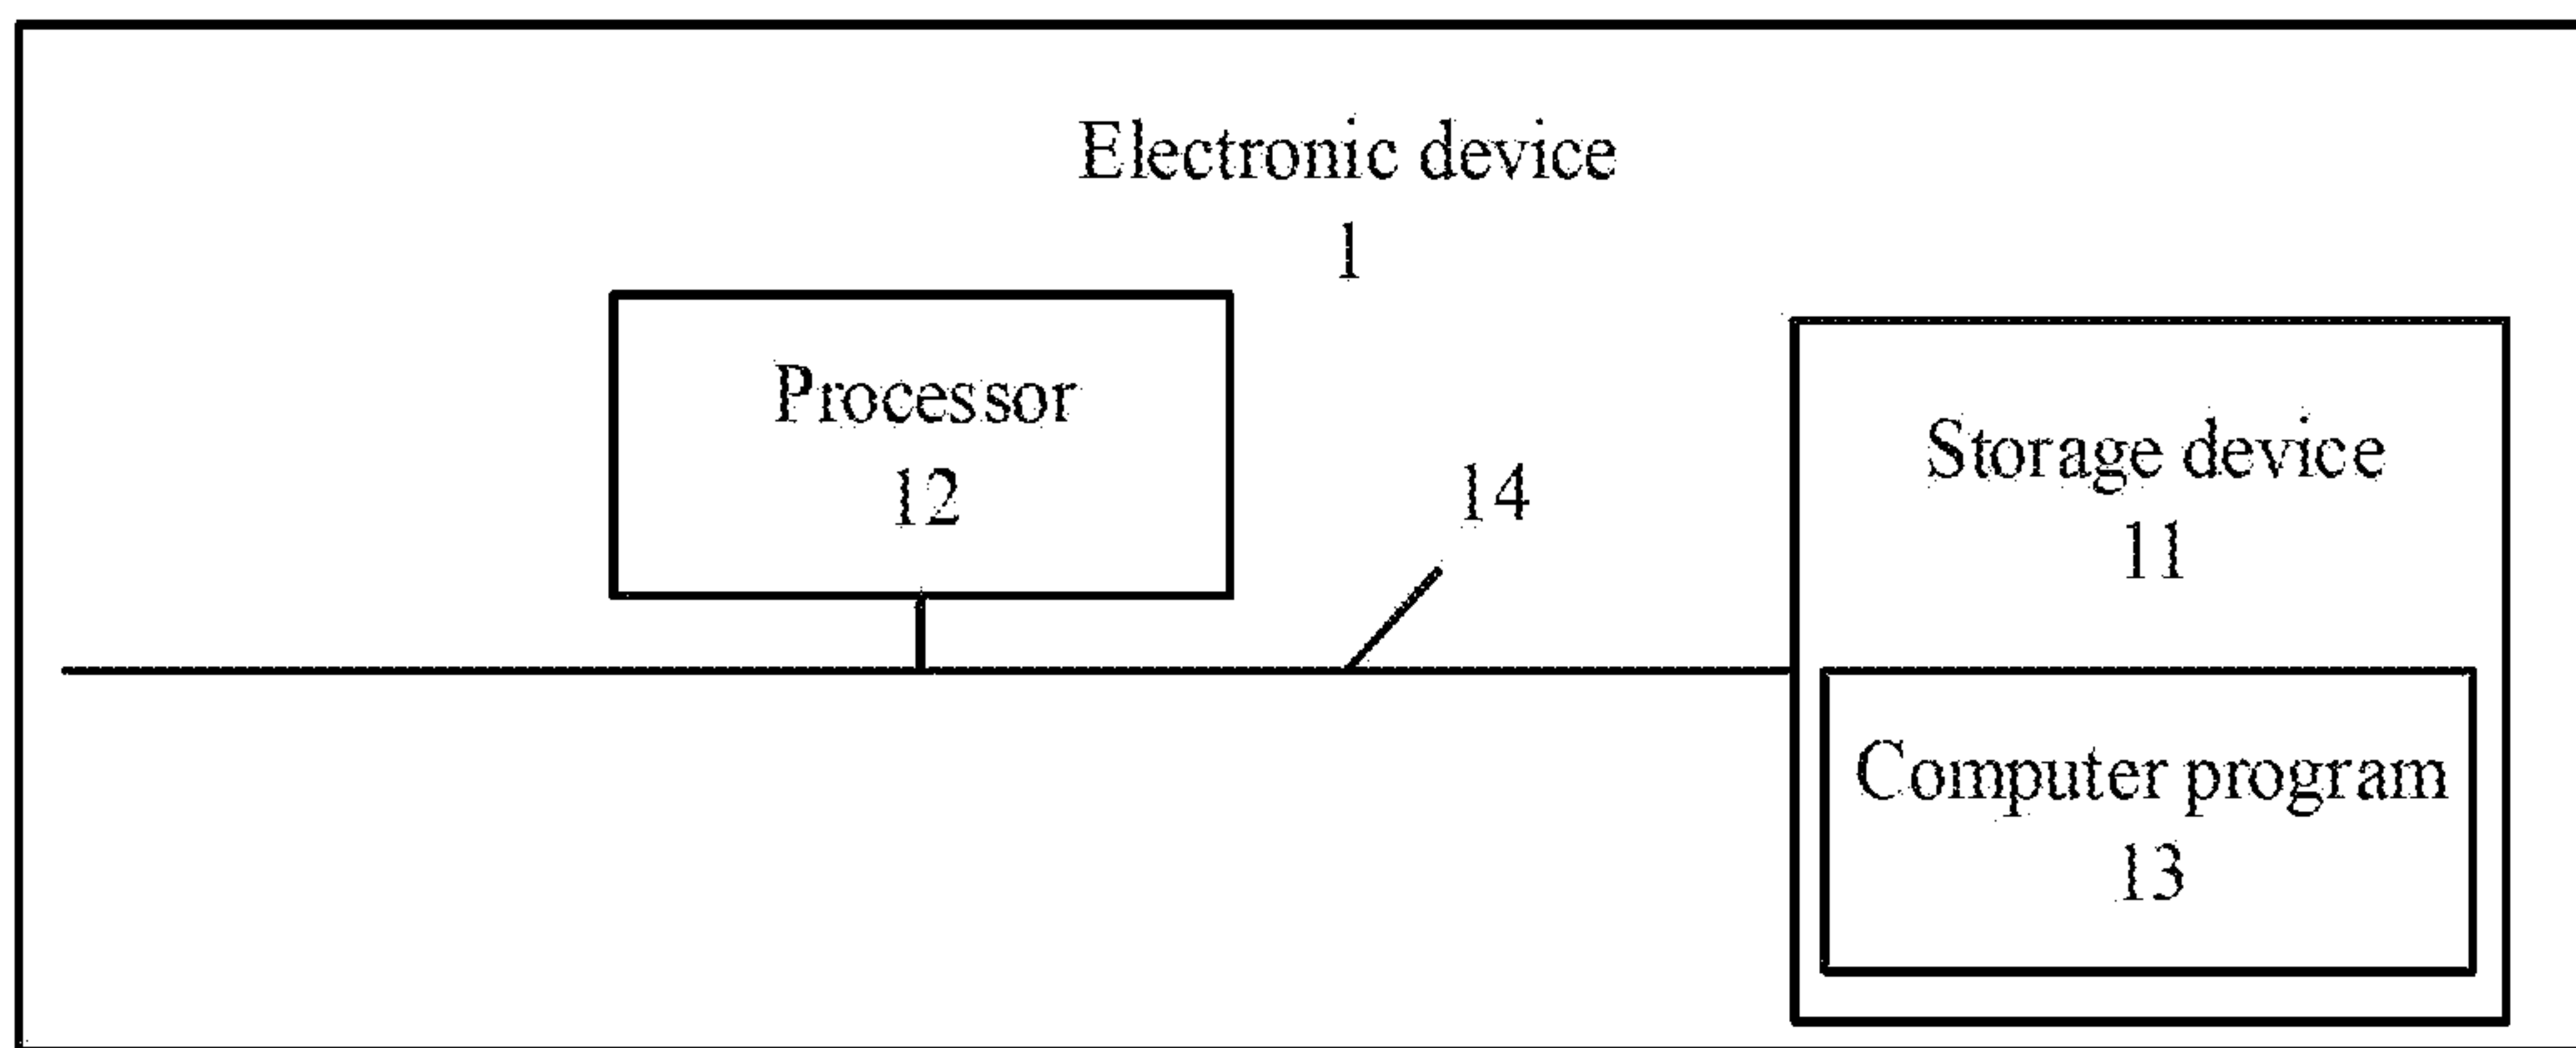 Electronic device
1
Processor
12
14
Storage device
11
Computer program
13